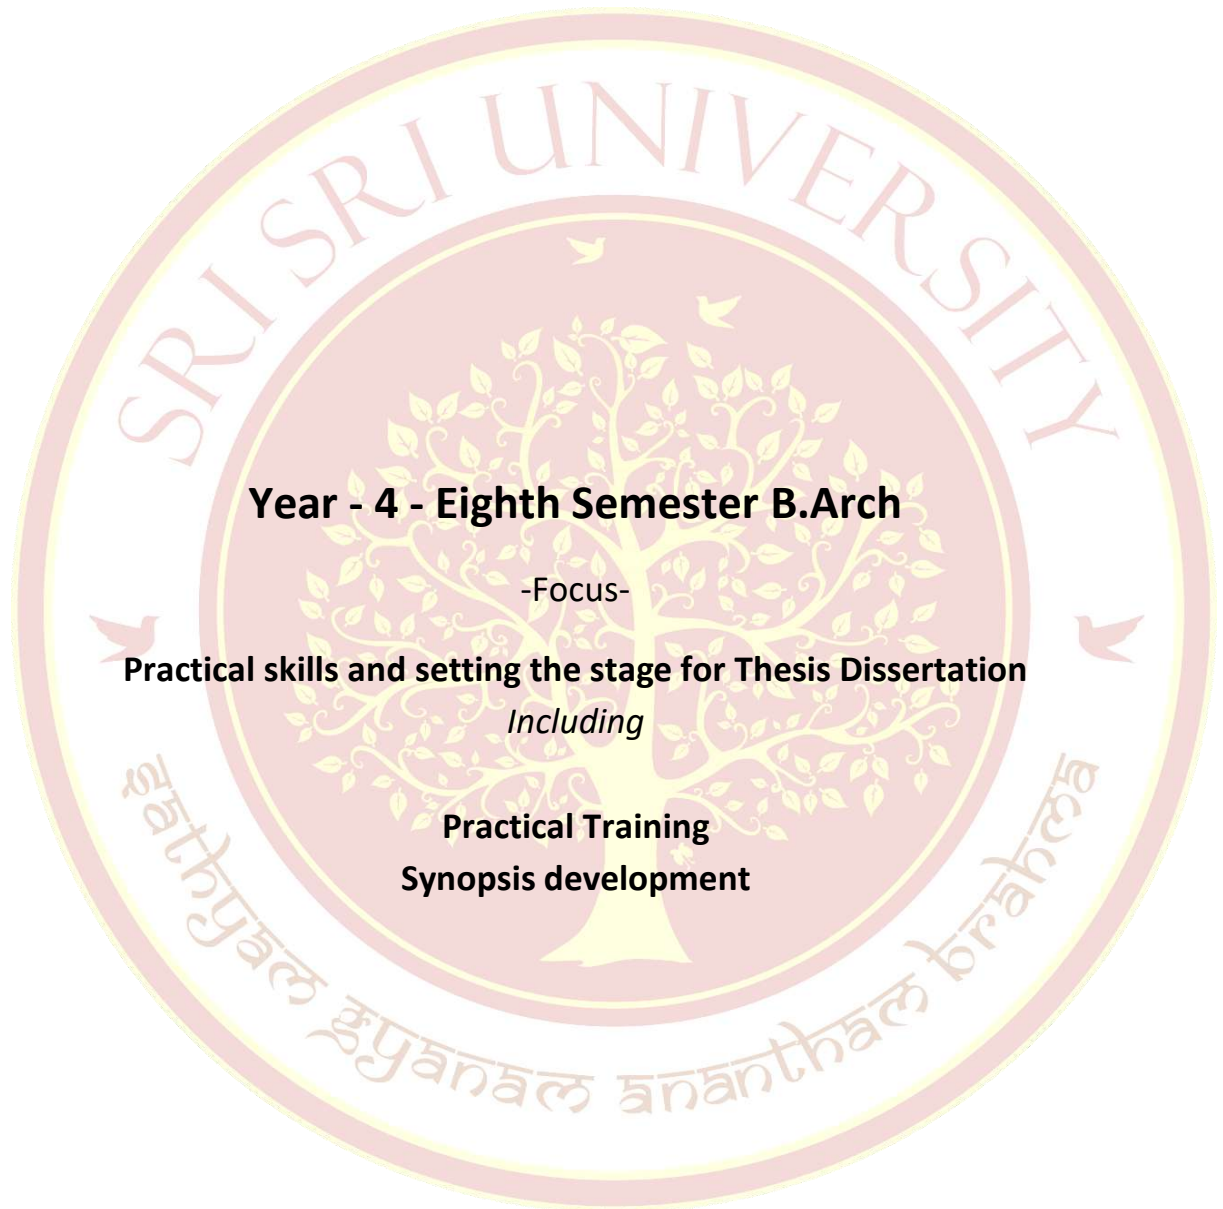 SRI SRI UNIVERSITY
Year - 4 - Eighth Semester B.Arch
-Focus-
Practical skills and setting the stage for Thesis Dissertation
Including
Practical Training
Synopsis development
sathyam gyanam anantham brahma